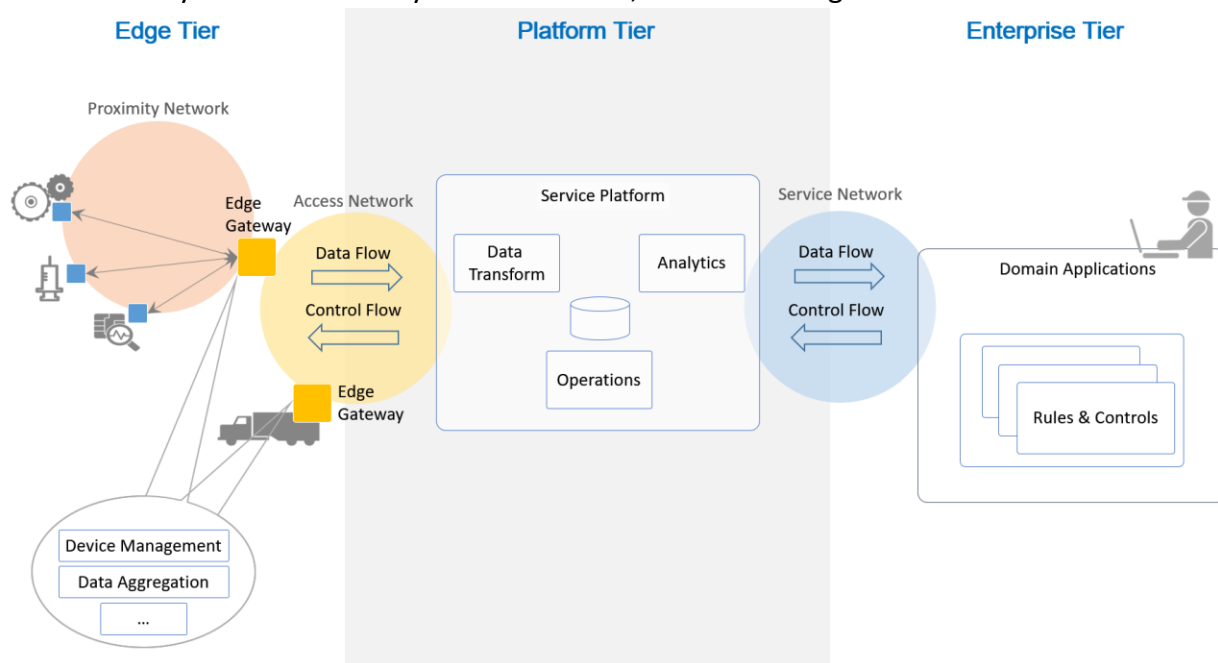 Edge Tier
Platform Tier
Enterprise Tier
Proximity Network
Edge
Gateway
Access Network
Data Flow
Control Flow
Edge
Gateway
Service Platform
Data
Transform
Analytics
Operations
Service Network
Data Flow
Control Flow
Domain Applications
Rules & Controls
Device Management
Data Aggregation
...